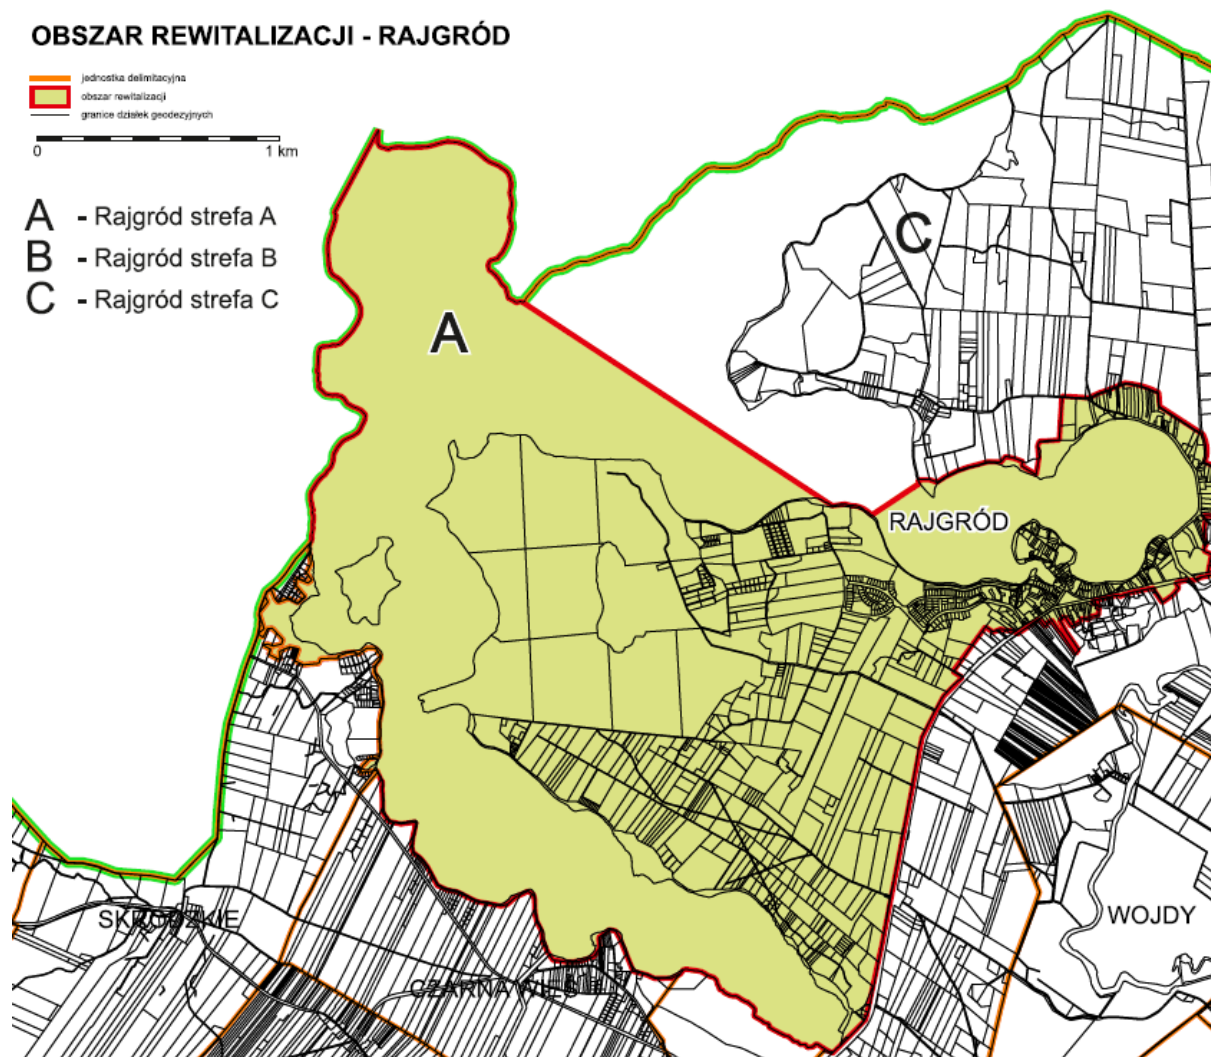 OBSZAR REWITALIZACJI - RAJGRÓD
jednostka delimitacyjna
obszar rewitalizacji
granice działek geodezyjnych
0 1 km
A - Rajgród strefa A
B - Rajgród strefa B
C - Rajgród strefa C
C
A
RAJGRÓD
WOJDY
SKRODZKIE
CZARNA WIEŚ